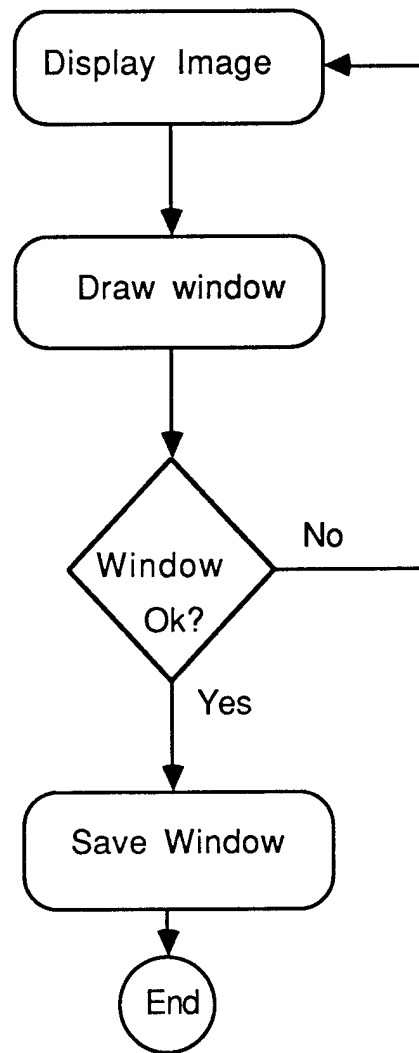 Display Image
Draw window
Window
Ok?
No
Yes
Save Window
End